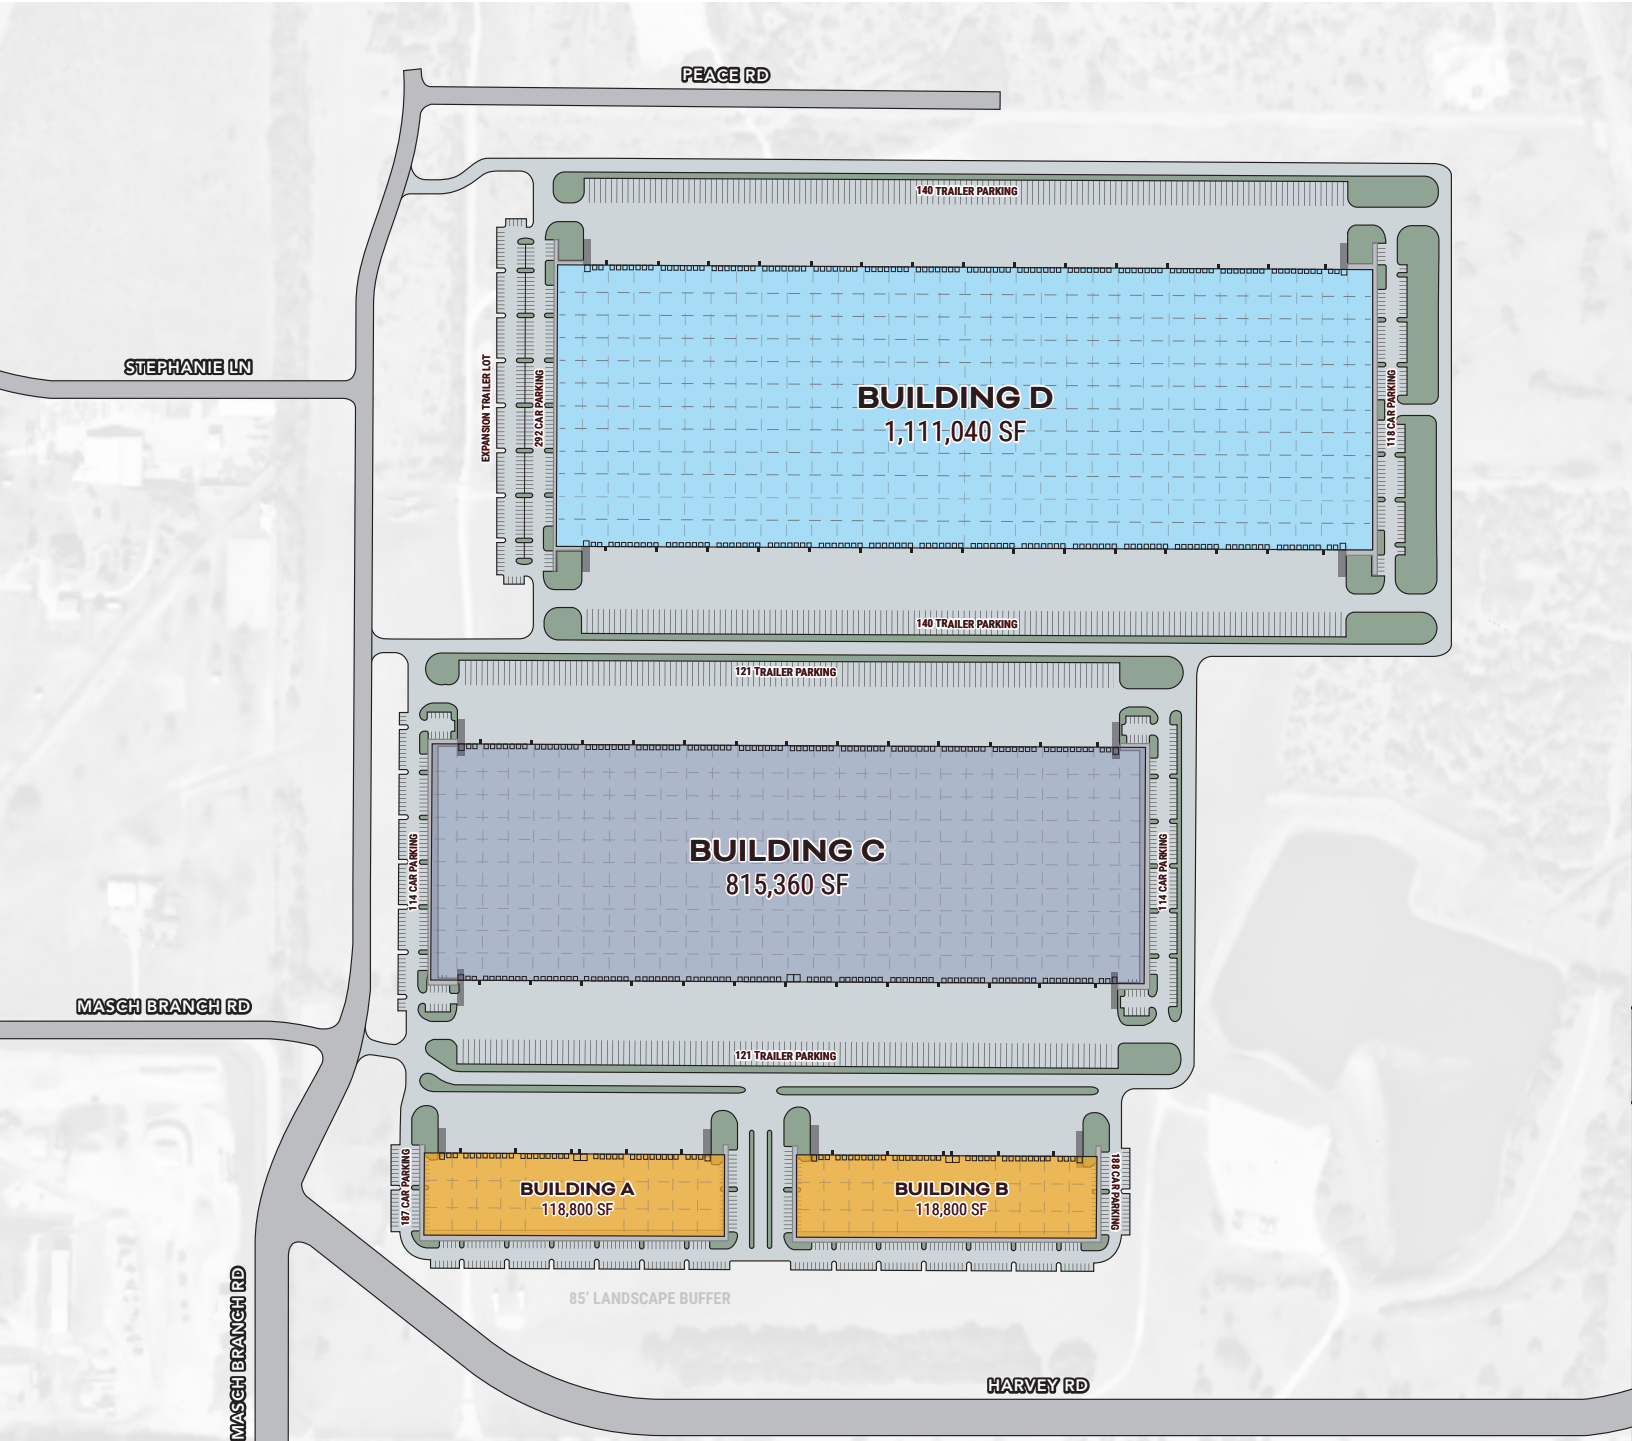 PEACE RD
140 TRAILER PARKING
STEPHANIE LN
EXPANSION TRAILER LOT
292 CAR PARKING
BUILDING D
1,111,040 SF
118 CAR PARKING
140 TRAILER PARKING
121 TRAILER PARKING
114 CAR PARKING
BUILDING C
815,360 SF
114 CAR PARKING
MASCH BRANCH RD
121 TRAILER PARKING
187 CAR PARKING
BUILDING A
118,800 SF
BUILDING B
118,800 SF
188 CAR PARKING
85' LANDSCAPE BUFFER
MASCH BRANCH RD
HARVEY RD